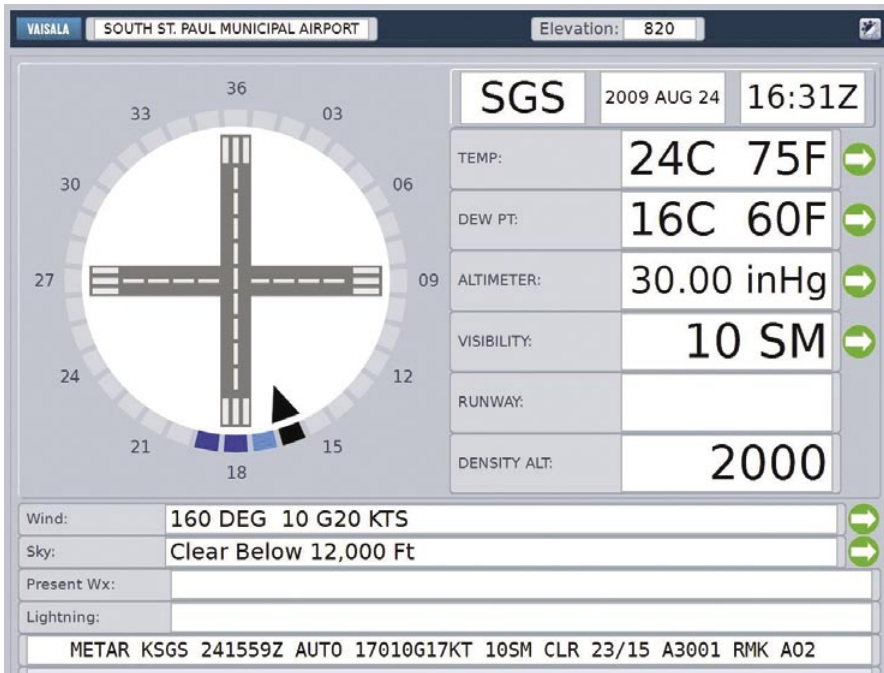 VAISALA SOUTH ST. PAUL MUNICIPAL AIRPORT Elevation: 820
SGS 2009 AUG 24 16:31Z
36
33 03
30 06
27 09
24 12
21 15
18
TEMP: 24C 75F
DEW PT: 16C 60F
ALTIMETER: 30.00 inHg
VISIBILITY: 10 SM
RUNWAY:
DENSITY ALT: 2000
Wind: 160 DEG 10 G20 KTS
Sky: Clear Below 12,000 Ft
Present Wx:
Lightning:
METAR KSGS 241559Z AUTO 17010G17KT 10SM CLR 23/15 A3001 RMK AO2